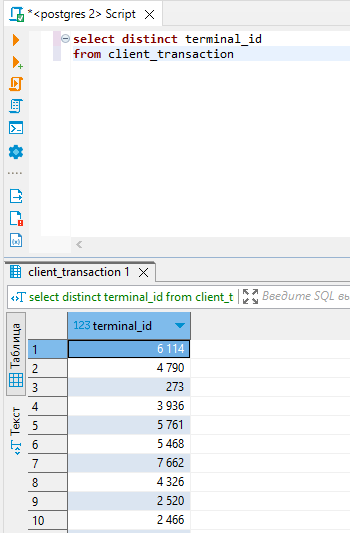 *<postgres 2> Script
select distinct terminal_id
from client_transaction
client_transaction 1
select distinct terminal_id from client_t
Введите SQL вы
Таблица
Текст
123 terminal_id
1 6 114
2 4 790
3 273
4 3 936
5 5 761
6 5 468
7 7 662
8 4 326
9 2 520
10 2 466